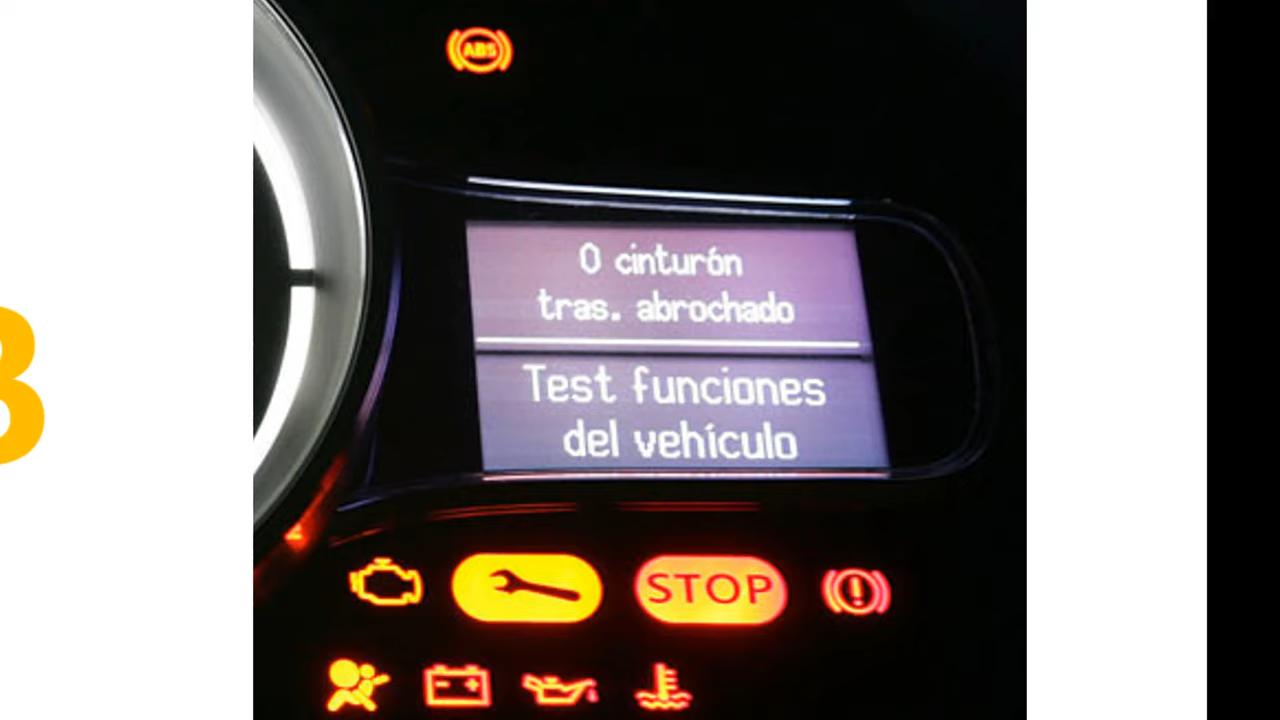 ABS
0 cinturón
tras. abrochado
Test funciones
del vehículo
STOP